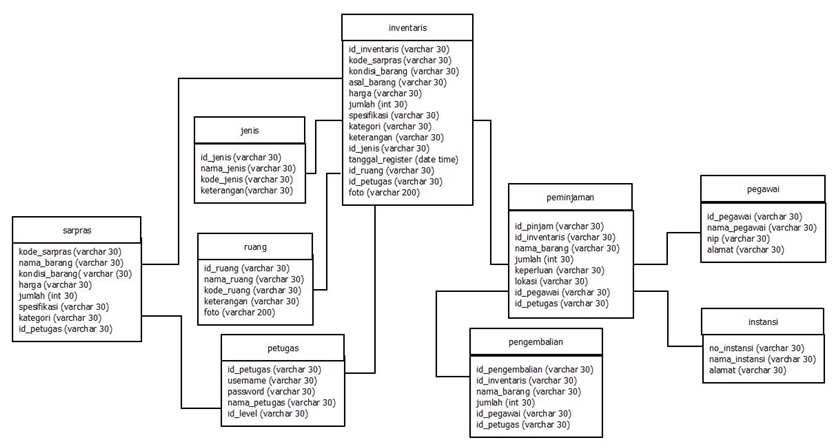 inventaris
id_inventaris (varchar 30)
kode_sarpras (varchar 30)
kondisi_barang (varchar 30)
asal_barang (varchar 30)
harga (varchar 30)
jumlah (int 30)
spesifikasi (varchar 30)
kategori (varchar 30)
keterangan (varchar 30)
id_jenis (varchar 30)
tanggal_register (date time)
id_ruang (varchar 30)
id_petugas (varchar 30)
foto (varchar 200)
jenis
id_jenis (varchar 30)
nama_jenis (varchar 30)
kode_jenis (varchar 30)
keterangan(varchar 30)
sarpras
kode_sarpras (varchar 30)
nama_barang (varchar 30)
kondisi_barang( varchar (30)
harga (varchar 30)
jumlah (int 30)
spesifikasi (varchar 30)
kategori (varchar 30)
id_petugas (varchar 30)
ruang
id_ruang (varchar 30)
nama_ruang (varchar 30)
kode_ruang (varchar 30)
keterangan (varchar 30)
foto (varchar 200)
petugas
id_petugas (varchar 30)
username (varchar 30)
password (varchar 30)
nama_petugas (varchar 30)
id_level (varchar 30)
peminjaman
id_pinjam (varchar 30)
id_inventaris (varchar 30)
nama_barang (varchar 30)
jumlah (int 30)
keperluan (varchar 30)
lokasi (varchar 30)
id_pegawai (varchar 30)
id_petugas (varchar 30)
pegawai
id_pegawai (varchar 30)
nama_pegawai (varchar 30)
nip (varchar 30)
alamat (varchar 30)
instansi
no_instansi (varchar 30)
nama_instansi (varchar 30)
alamat (varchar 30)
pengembalian
id_pengembalian (varchar 30)
id_inventaris (varchar 30)
nama_barang (varchar 30)
jumlah (int 30)
id_pegawai (varchar 30)
id_petugas (varchar 30)